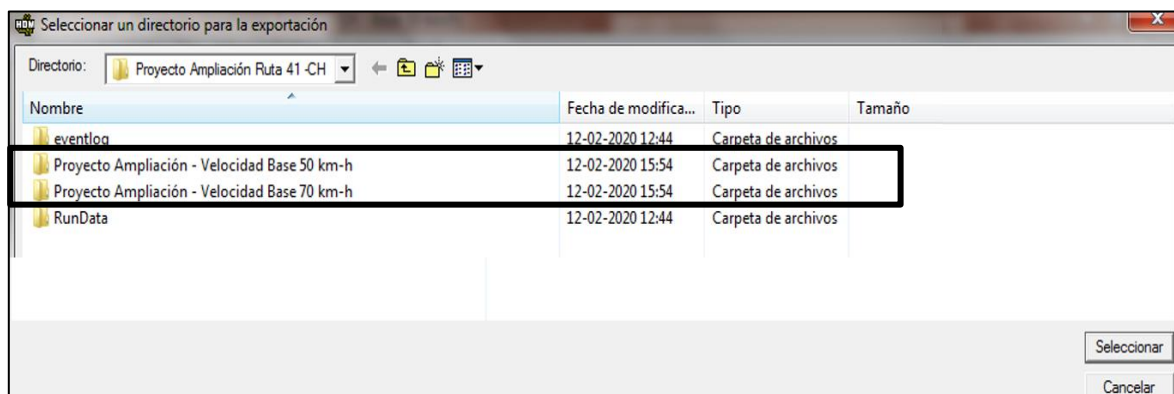 HDM Seleccionar un directorio para la exportación X
Directorio: Proyecto Ampliación Ruta 41 -CH
Nombre Fecha de modifica... Tipo Tamaño
eventlog 12-02-2020 12:44 Carpeta de archivos
Proyecto Ampliación - Velocidad Base 50 km-h 12-02-2020 15:54 Carpeta de archivos
Proyecto Ampliación - Velocidad Base 70 km-h 12-02-2020 15:54 Carpeta de archivos
RunData 12-02-2020 12:44 Carpeta de archivos
Seleccionar
Cancelar